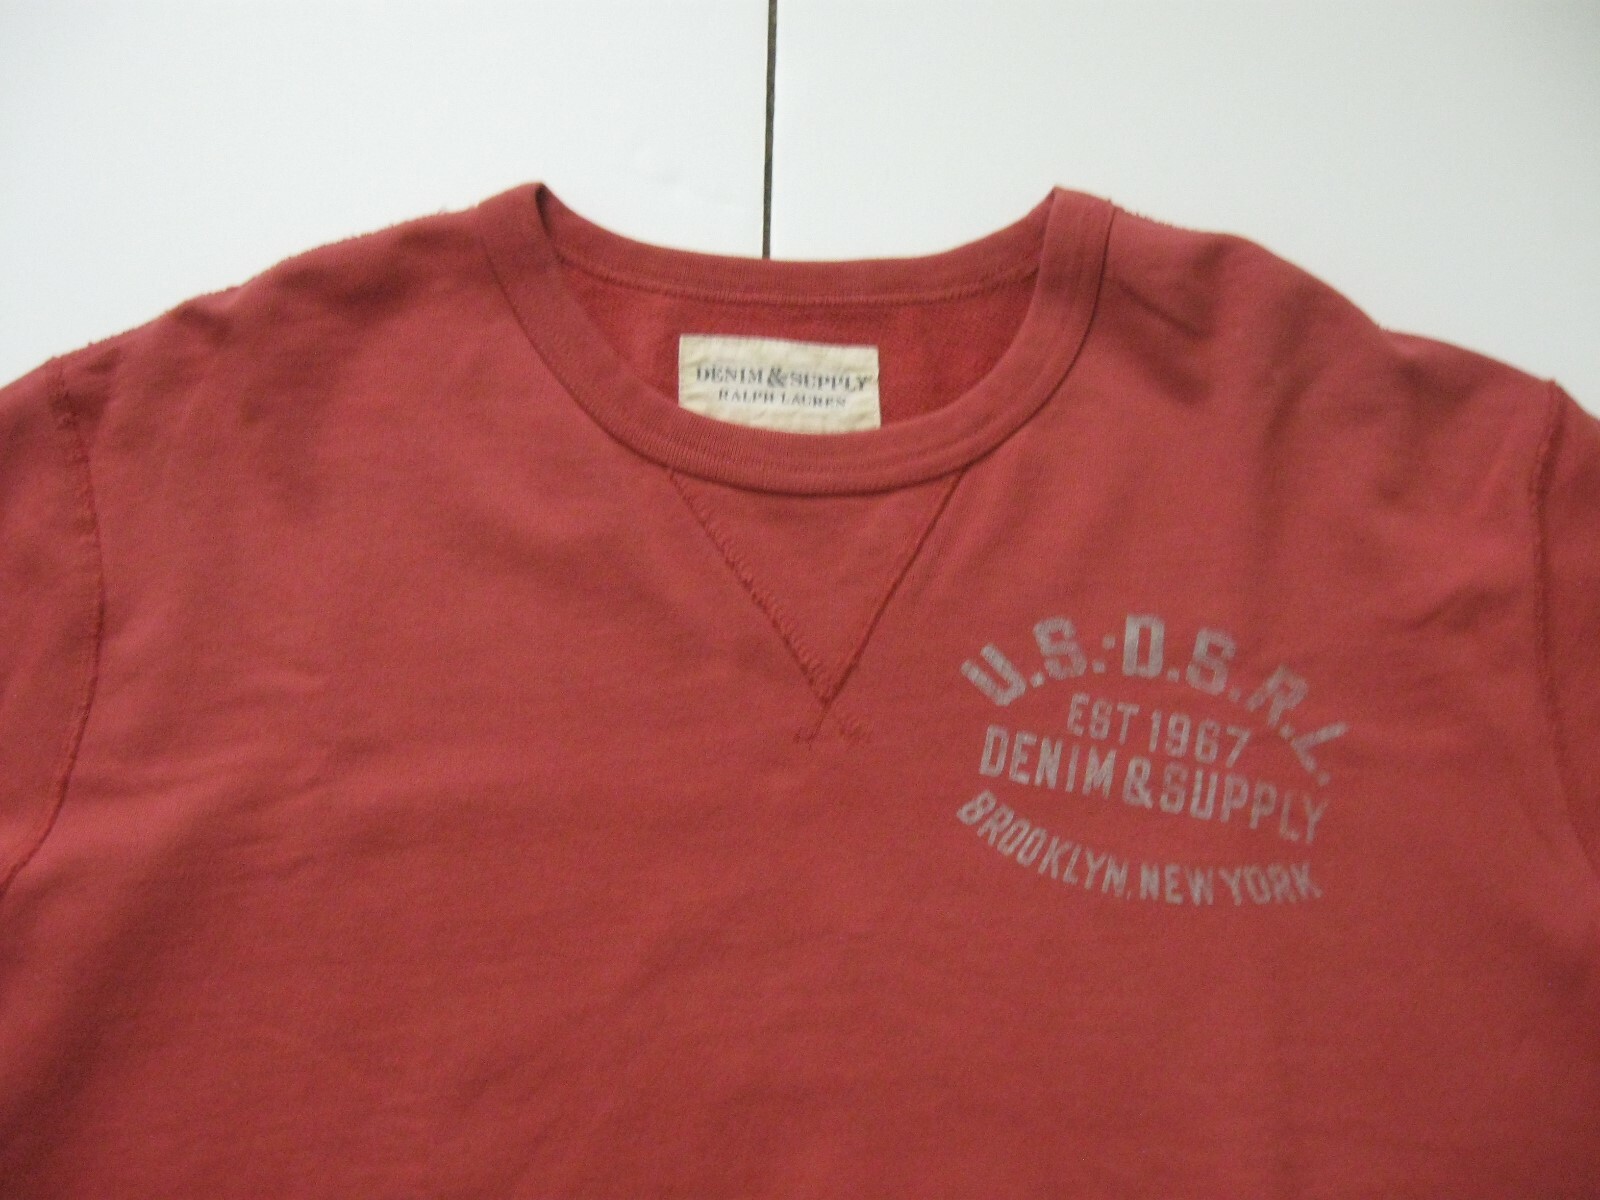 DENIM & SUPPLY
RALPH LAUREN
U.S.-D.S.R.L.
EST 1967
DENIM & SUPPLY
BROOKLYN, NEW YORK